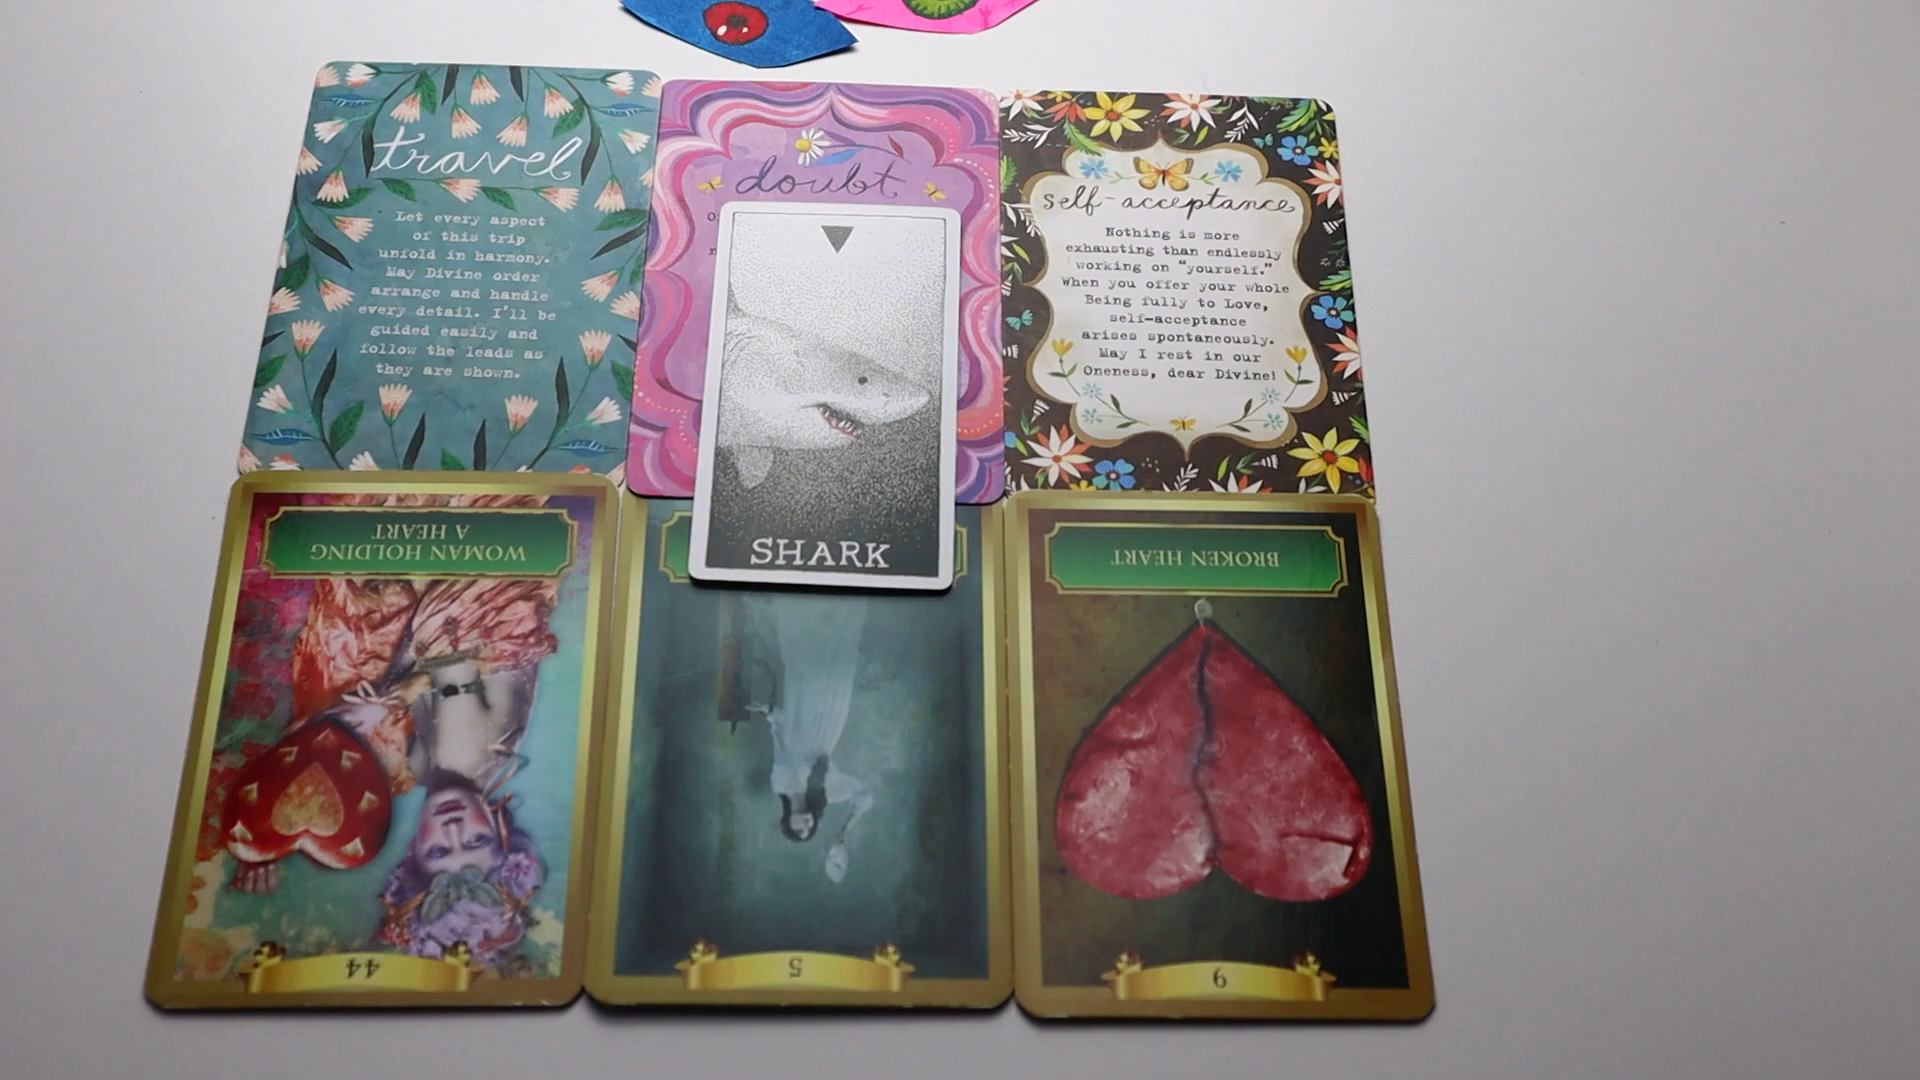 travel
Let every aspect
of this trip
unfold in harmony.
May Divine order
arrange and handle
every detail. I'll be
guided easily and
follow the leads as
they are shown.
doubt
SHARK
self-acceptance
Nothing is more
exhausting than endlessly
working on "yourself."
When you offer your whole
Being fully to Love,
self-acceptance
arises spontaneously.
May I rest in our
Oneness, dear Divine!
WOMAN HOLDING
A HEART
44
5
BROKEN HEART
6